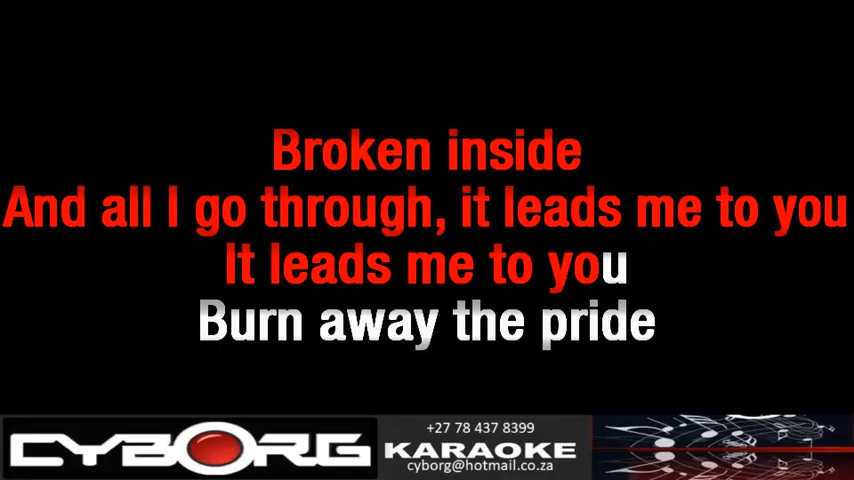 Broken inside
And all I go through, it leads me to you
It leads me to you
Burn away the pride
CYBORG
+27 78 437 8399
KARAOKE
cyborg@hotmail.co.za